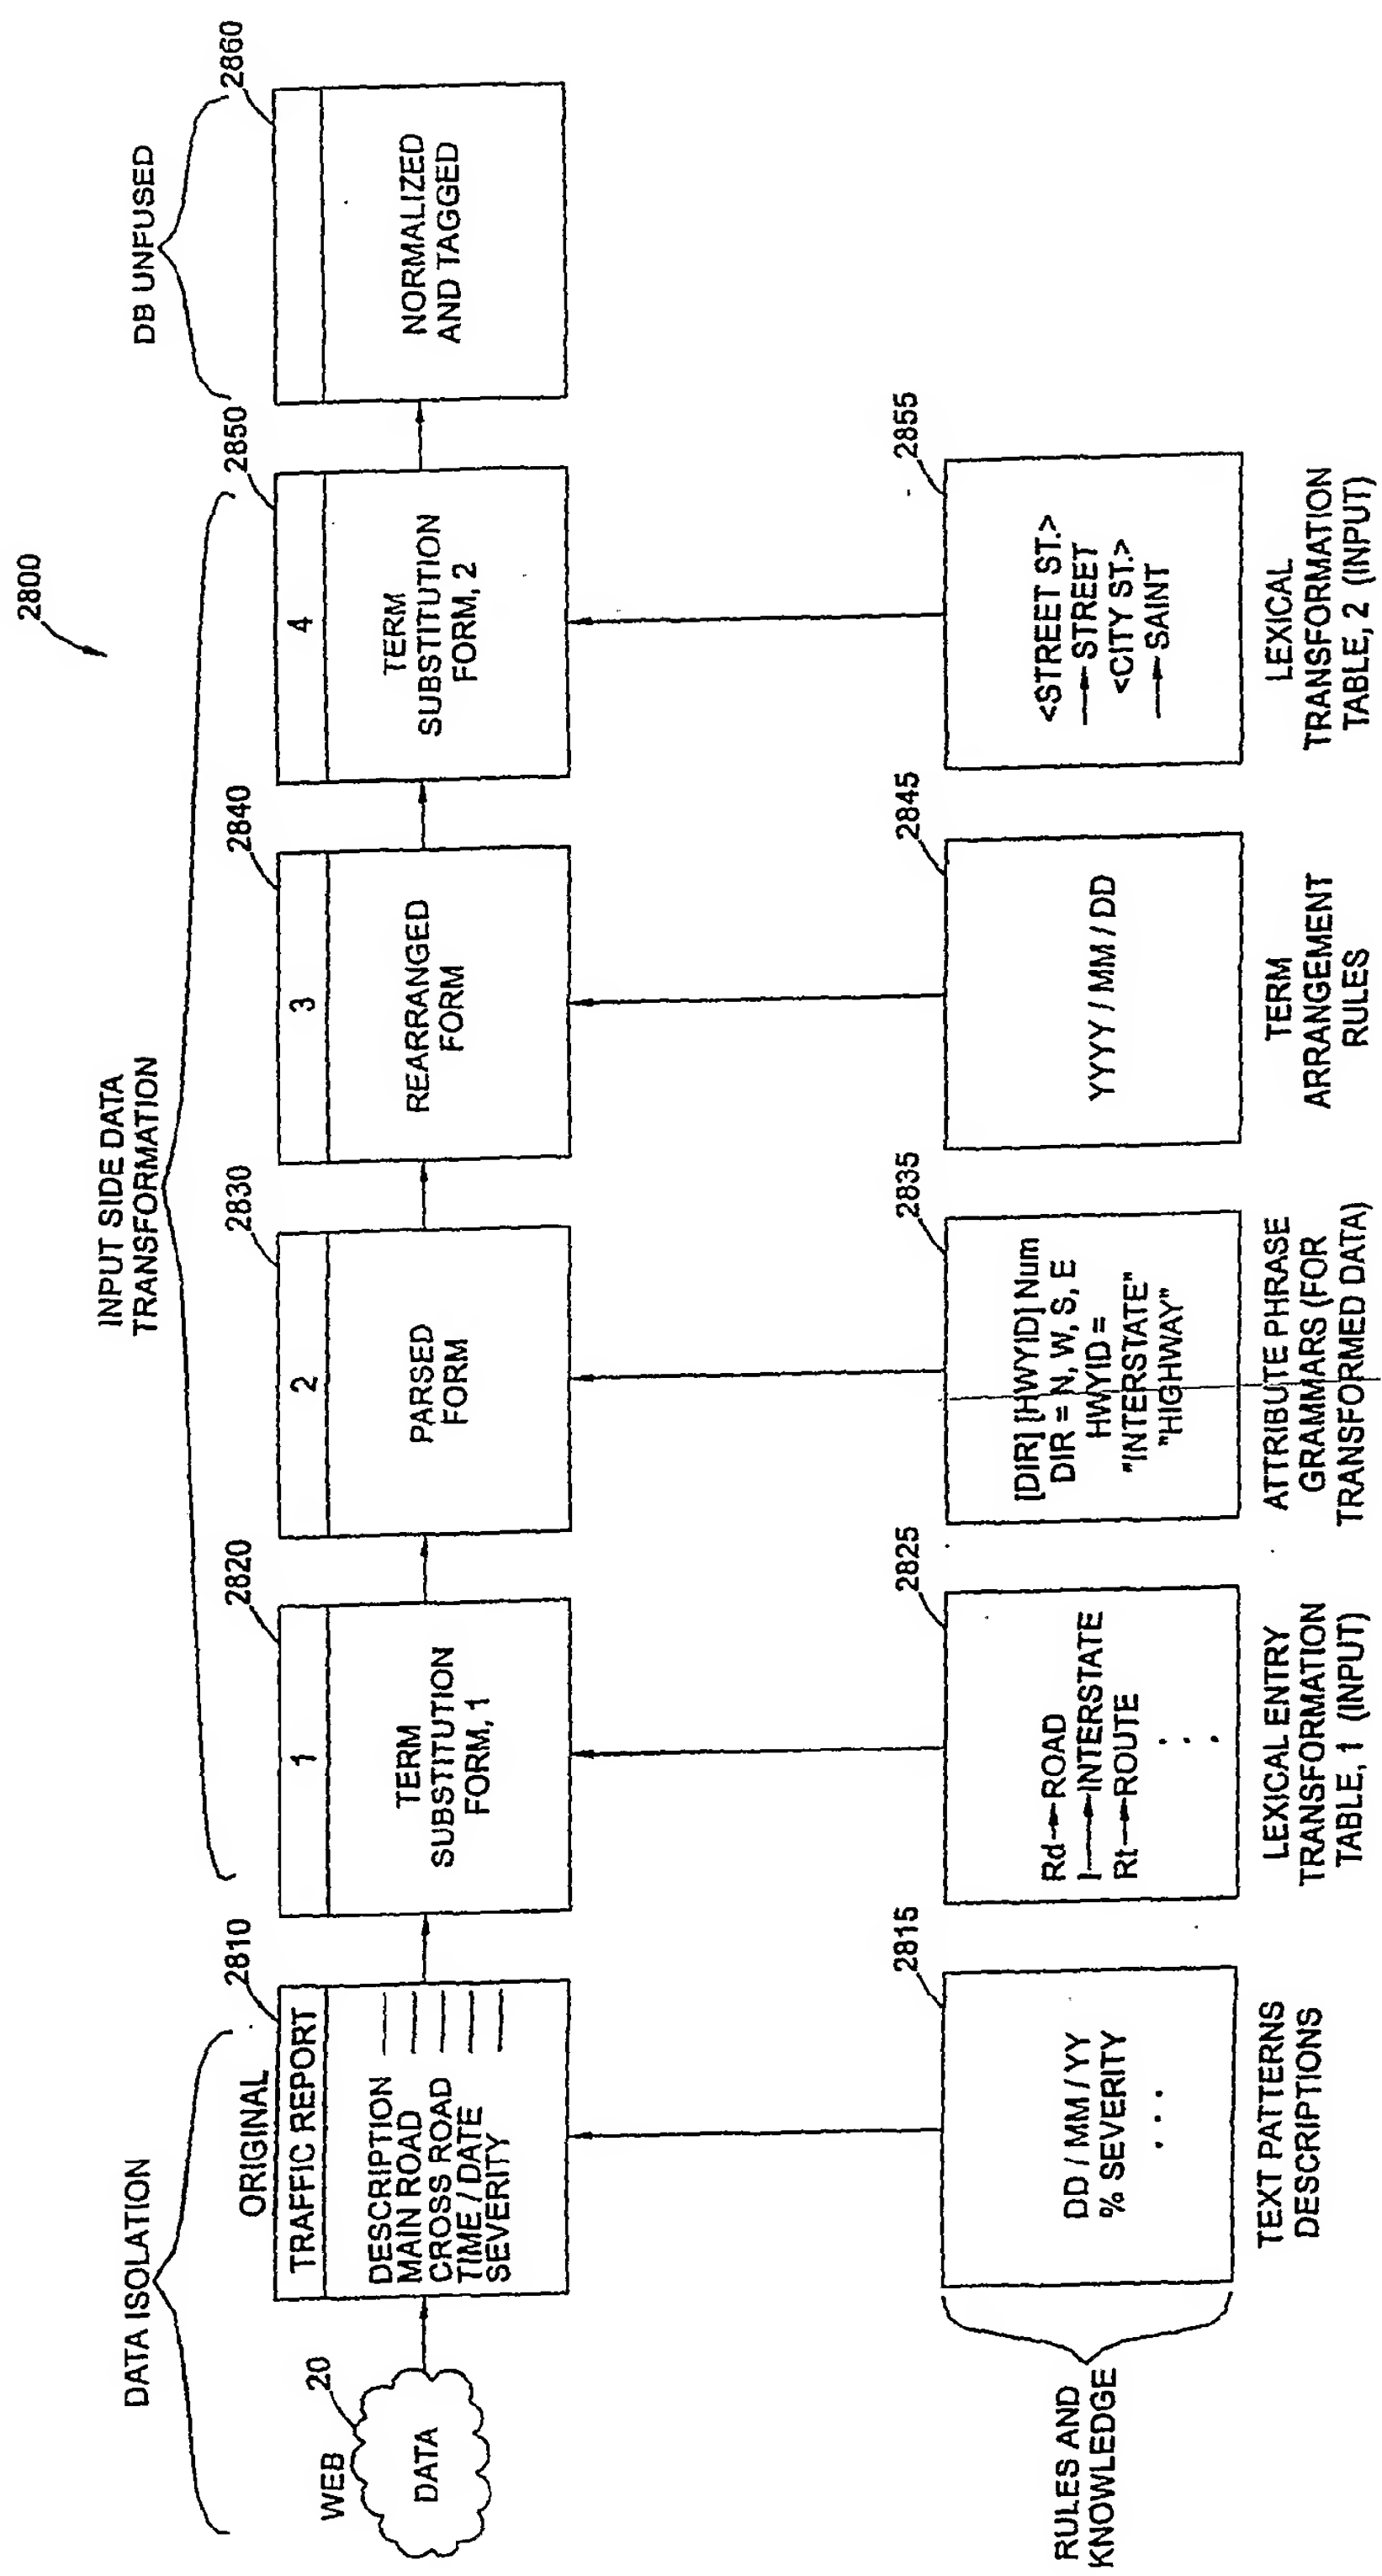 2800
DATA ISOLATION
INPUT SIDE DATA
TRANSFORMATION
DB UNFUSED
WEB
20
DATA
ORIGINAL
2810
TRAFFIC REPORT
DESCRIPTION
MAIN ROAD
CROSS ROAD
TIME / DATE
SEVERITY
2820
1
TERM
SUBSTITUTION
FORM, 1
2830
2
PARSED
FORM
2840
3
REARRANGED
FORM
2850
4
TERM
SUBSTITUTION
FORM, 2
2860
NORMALIZED
AND TAGGED
RULES AND
KNOWLEDGE
2815
DD / MM / YY
% SEVERITY
. . .
TEXT PATTERNS
DESCRIPTIONS
2825
Rd→ROAD
I→INTERSTATE
Rt→ROUTE
. . .
LEXICAL ENTRY
TRANSFORMATION
TABLE, 1 (INPUT)
2835
[DIR] [HWYID] Num
DIR = N, W, S, E
HWYID =
"INTERSTATE"
"HIGHWAY"
ATTRIBUTE PHRASE
GRAMMARS (FOR
TRANSFORMED DATA)
2845
YYYY / MM / DD
TERM
ARRANGEMENT
RULES
2855
<STREET ST.>
→STREET
<CITY ST.>
→SAINT
LEXICAL
TRANSFORMATION
TABLE, 2 (INPUT)